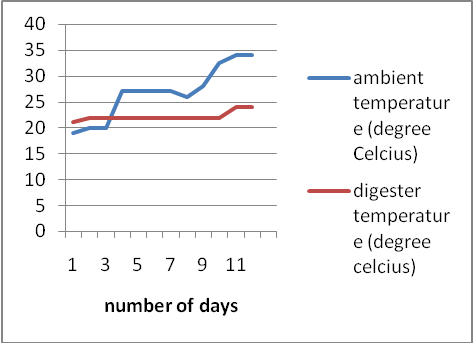 40
35
30
25
20
15
10
5
0
1 3 5 7 9 11
number of days
ambient
temperatur
e (degree
Celcius)
digester
temperatur
e (degree
celcius)